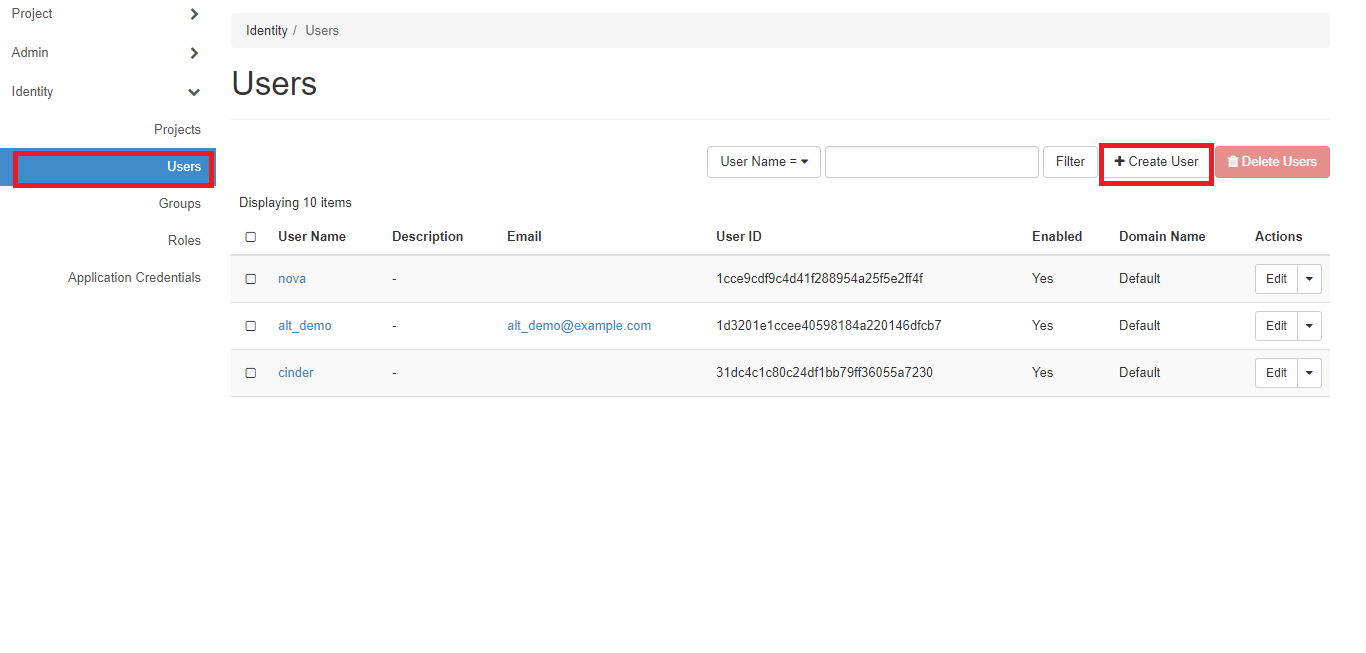 Project
Admin
Identity
Projects
Users
Groups
Roles
Application Credentials
Identity / Users
Users
User Name = Filter Create User Delete Users
Displaying 10 items
User Name Description Email User ID Enabled Domain Name Actions
nova - 1cce9cdf9c4d41f288954a25f5e2ff4f Yes Default Edit
alt_demo - alt_demo@example.com 1d3201e1ccee40598184a220146dfcb7 Yes Default Edit
cinder - 31dc4c1c80c24df1bb79ff36055a7230 Yes Default Edit